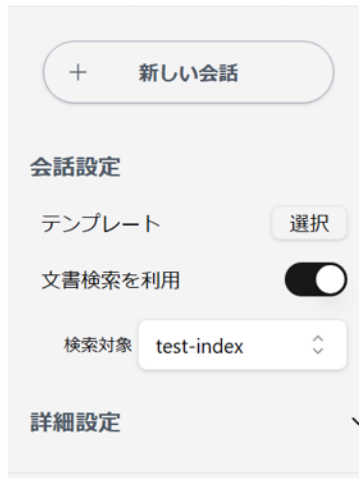 + 新しい会話
会話設定
テンプレート 選択
文書検索を利用
検索対象 test-index
詳細設定